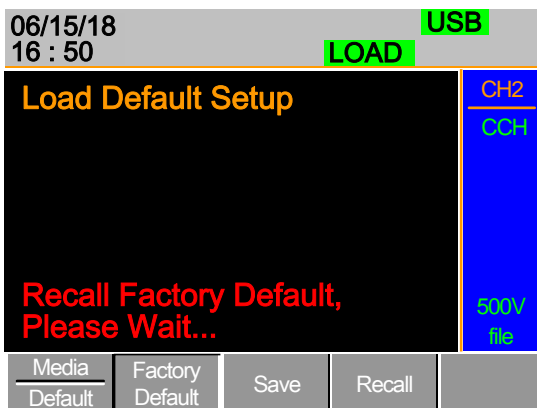 06/15/18
16 : 50
USB
LOAD
Load Default Setup
CH2
CCH
Recall Factory Default,
Please Wait...
500V
file
Media
Default
Factory
Default
Save
Recall